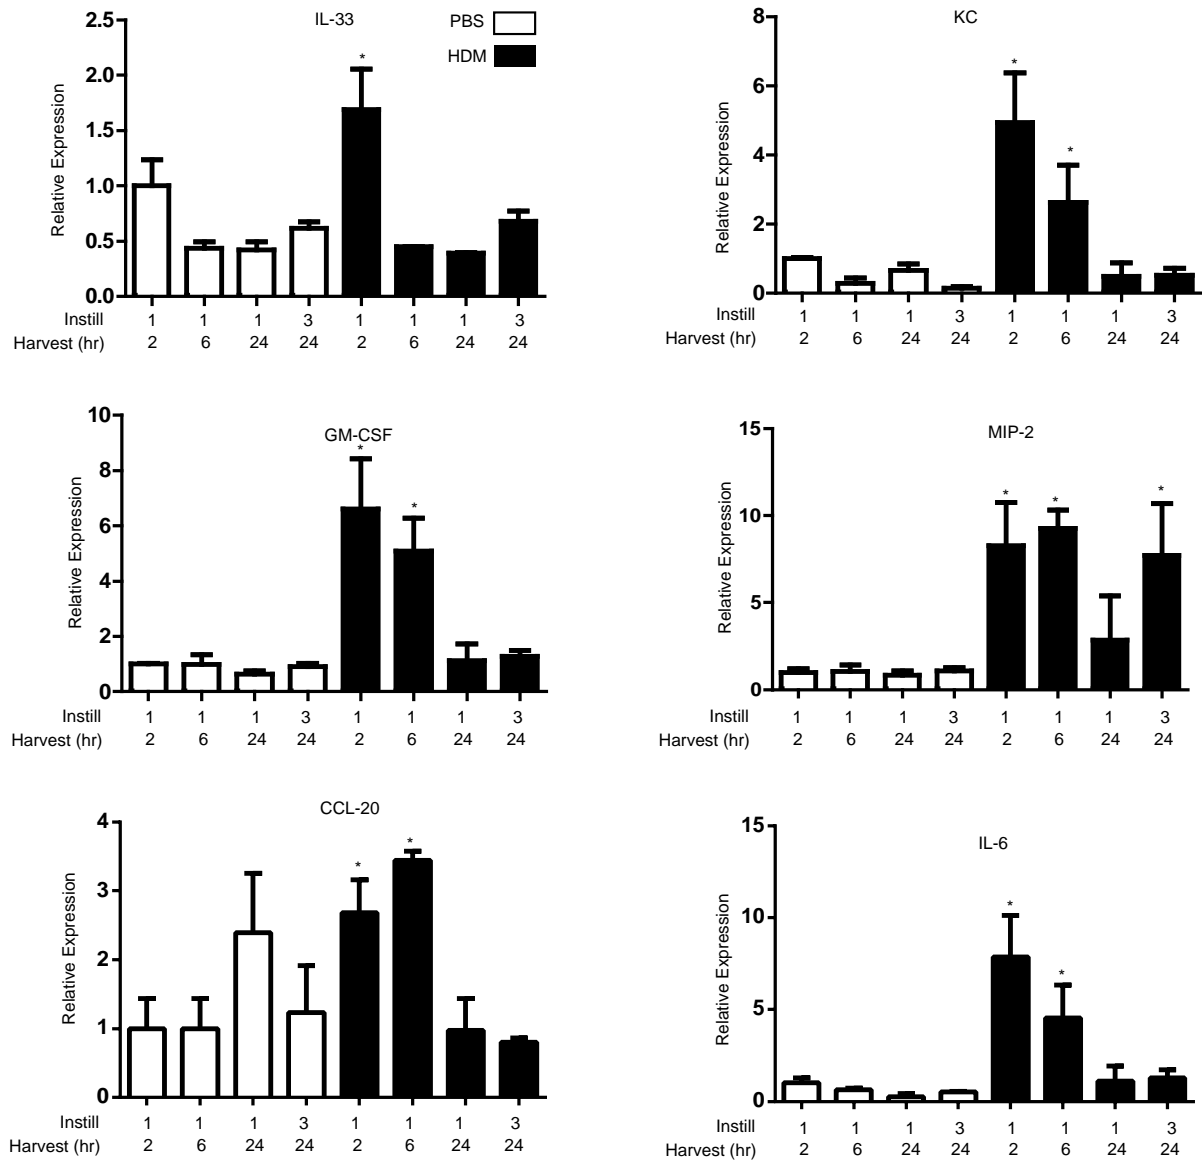 IL-33
PBS
HDM
2.5
2.0
1.5
1.0
0.5
0.0
Relative Expression
*
Instill 1 1 1 3 1 1 1 3
Harvest (hr) 2 6 24 24 2 6 24 24
KC
8
6
4
2
0
Relative Expression
* *
Instill 1 1 1 3 1 1 1 3
Harvest (hr) 2 6 24 24 2 6 24 24
GM-CSF
10
8
6
4
2
0
Relative Expression
* *
Instill 1 1 1 3 1 1 1 3
Harvest (hr) 2 6 24 24 2 6 24 24
MIP-2
15
10
5
0
Relative Expression
* * *
Instill 1 1 1 3 1 1 1 3
Harvest (hr) 2 6 24 24 2 6 24 24
CCL-20
4
3
2
1
0
Relative Expression
* *
Instill 1 1 1 3 1 1 1 3
Harvest (hr) 2 6 24 24 2 6 24 24
IL-6
15
10
5
0
Relative Expression
* *
Instill 1 1 1 3 1 1 1 3
Harvest (hr) 2 6 24 24 2 6 24 24